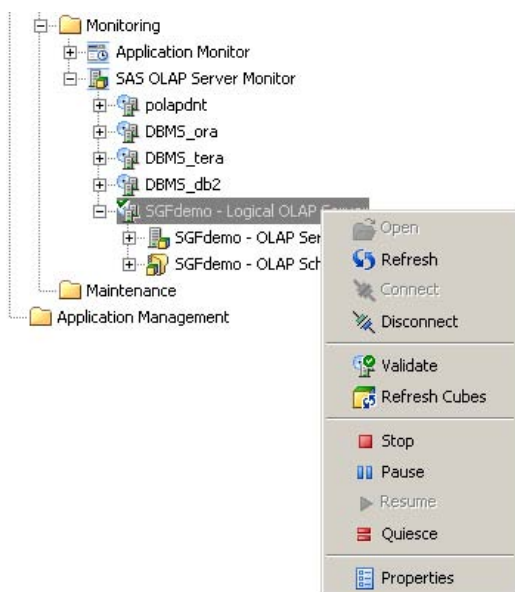 Monitoring
Application Monitor
SAS OLAP Server Monitor
polapdnt
DBMS_ora
DBMS_tera
DBMS_db2
SGFdemo - Logical OLAP Server
SGFdemo - OLAP Ser
SGFdemo - OLAP Sch
Maintenance
Application Management
Open
Refresh
Connect
Disconnect
Validate
Refresh Cubes
Stop
Pause
Resume
Quiesce
Properties